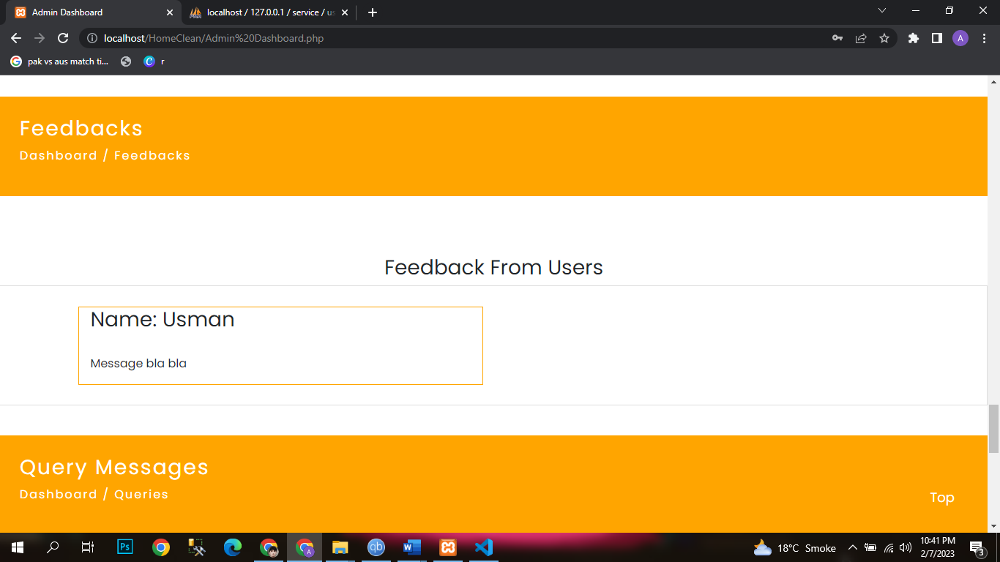 Admin Dashboard
localhost / 127.0.0.1 / service / us
localhost/HomeClean/Admin%20Dashboard.php
A
pak vs aus match ti...
r
Feedbacks
Dashboard / Feedbacks
Feedback From Users
Name: Usman
Message bla bla
Query Messages
Dashboard / Queries
Top
Ps
A
qb
W
18°C Smoke
10:41 PM
2/7/2023
3